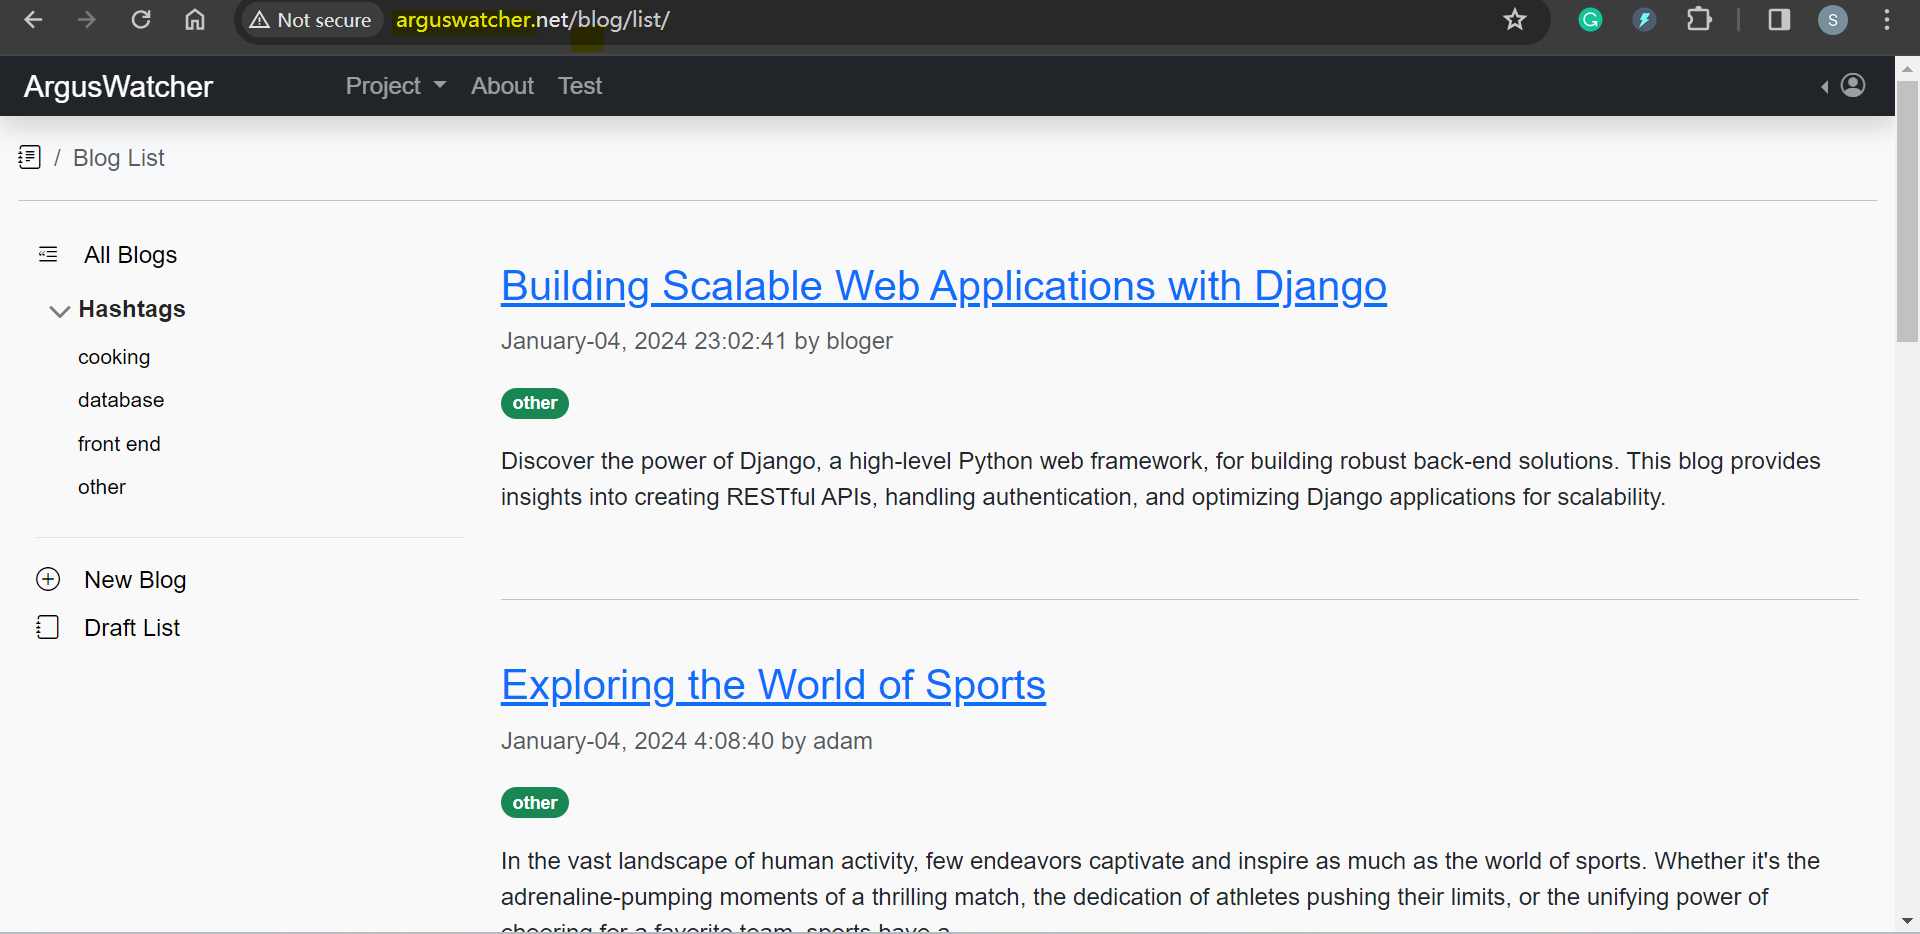 Not secure arguswatcher.net/blog/list/ S
ArgusWatcher Project About Test
/ Blog List
All Blogs
Hashtags
cooking
database
front end
other
New Blog
Draft List
Building Scalable Web Applications with Django
January-04, 2024 23:02:41 by bloger
other
Discover the power of Django, a high-level Python web framework, for building robust back-end solutions. This blog provides
insights into creating RESTful APIs, handling authentication, and optimizing Django applications for scalability.
Exploring the World of Sports
January-04, 2024 4:08:40 by adam
other
In the vast landscape of human activity, few endeavors captivate and inspire as much as the world of sports. Whether it's the
adrenaline-pumping moments of a thrilling match, the dedication of athletes pushing their limits, or the unifying power of
cheering for a favorite team, sports have a